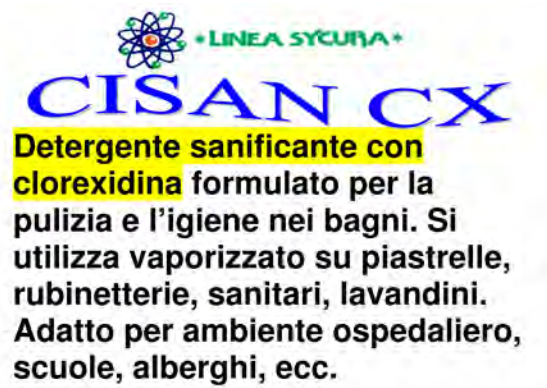 • LINEA SYCURA •
CISAN CX
Detergente sanificante con
clorexidina formulato per la
pulizia e l'igiene nei bagni. Si
utilizza vaporizzato su piastrelle,
rubinetterie, sanitari, lavandini.
Adatto per ambiente ospedaliero,
scuole, alberghi, ecc.